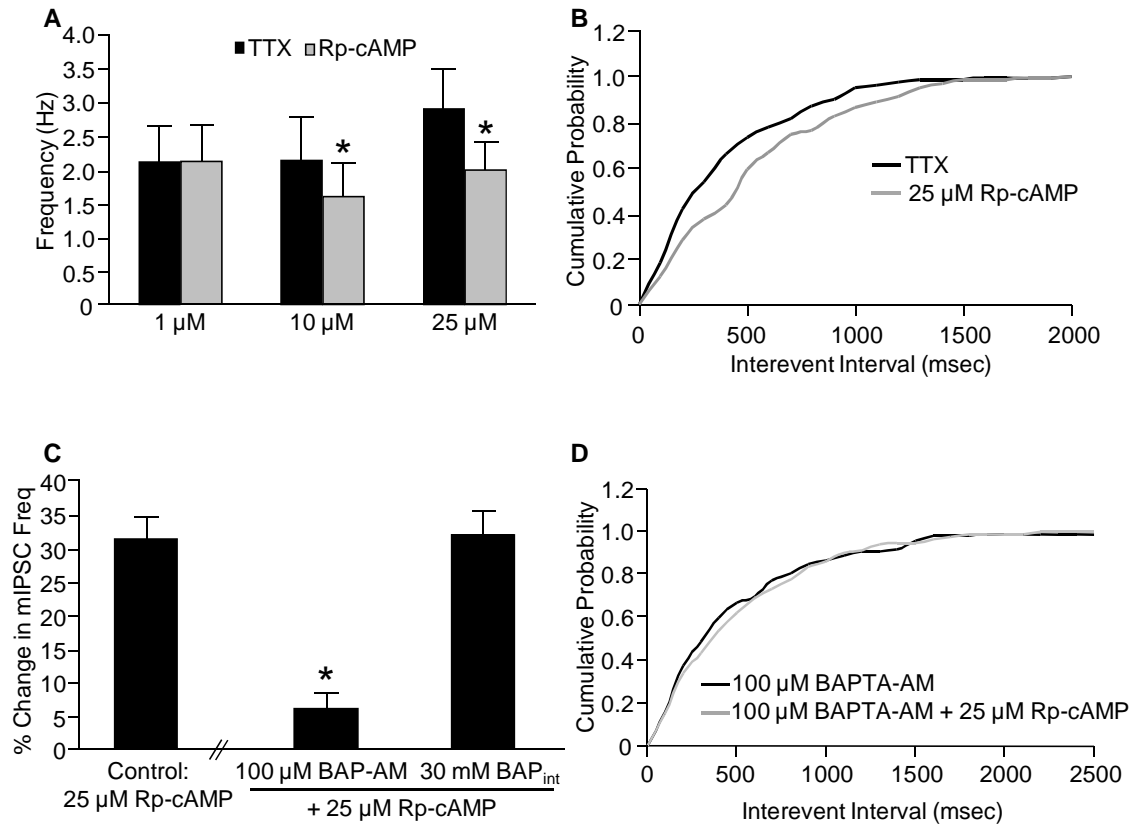 A
TTX Rp-cAMP
Frequency (Hz)
4.0
3.5
3.0
2.5
2.0
1.5
1.0
0.5
0
*
*
1 µM 10 µM 25 µM
B
Cumulative Probability
1.2
1.0
0.8
0.6
0.4
0.2
0
TTX
25 µM Rp-cAMP
0 500 1000 1500 2000
Interevent Interval (msec)
C
% Change in mIPSC Freq
40
35
30
25
20
15
10
5
0
*
Control:
25 µM Rp-cAMP
100 µM BAP-AM 30 mM BAPint
+ 25 µM Rp-cAMP
D
Cumulative Probability
1.2
1.0
0.8
0.6
0.4
0.2
0
100 µM BAPTA-AM
100 µM BAPTA-AM + 25 µM Rp-cAMP
0 500 1000 1500 2000 2500
Interevent Interval (msec)